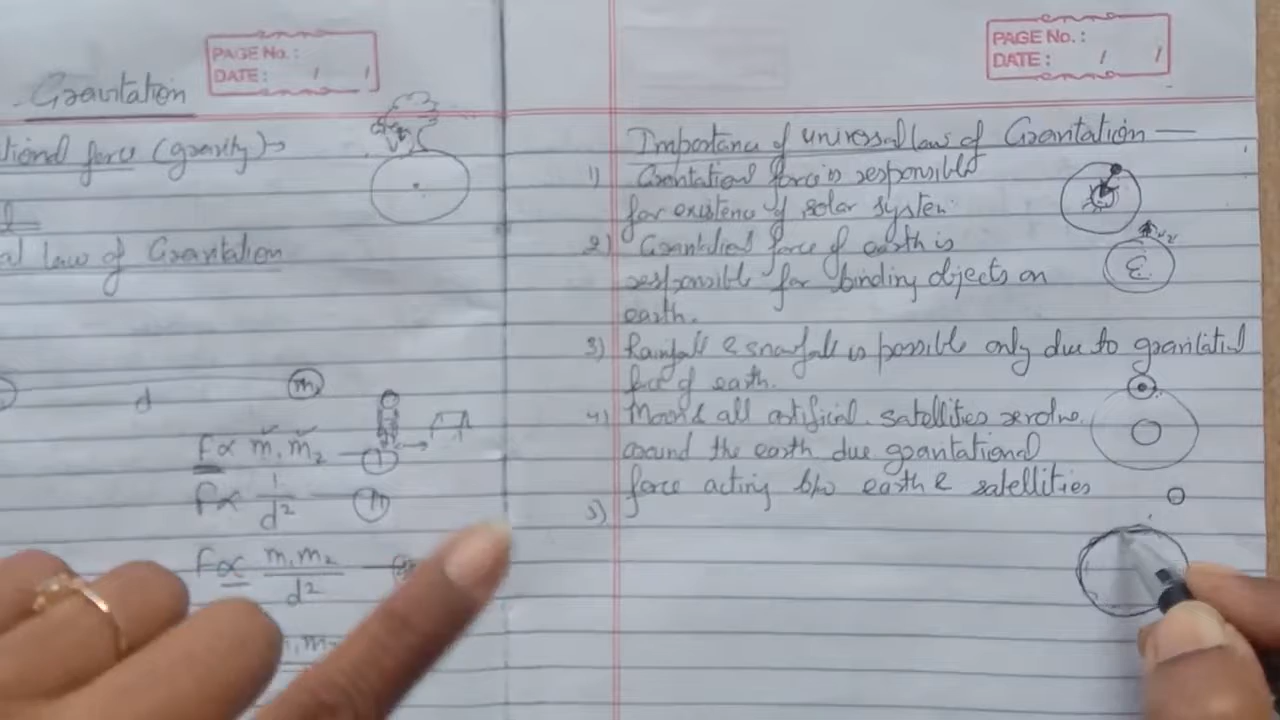 PAGE No.:
DATE: / /
Gravitation
tional force (gravity)→
al law of Gravitation
d
m2
F∝ m1 m2 — I
F∝ 1/d² — II
F∝ m1 m2/d² —
PAGE No.:
DATE: / /
Importance of universal law of Gravitation —
1) Gravitational force is responsible
for existence of solar system.
2) Gravitational force of earth is
responsible for binding objects on
earth.
3) Rainfall & snowfall is possible only due to gravitational
force of earth.
4) Moon & all artificial satellites revolve
around the earth due gravitational
force acting b/w earth & satellities
5)
E